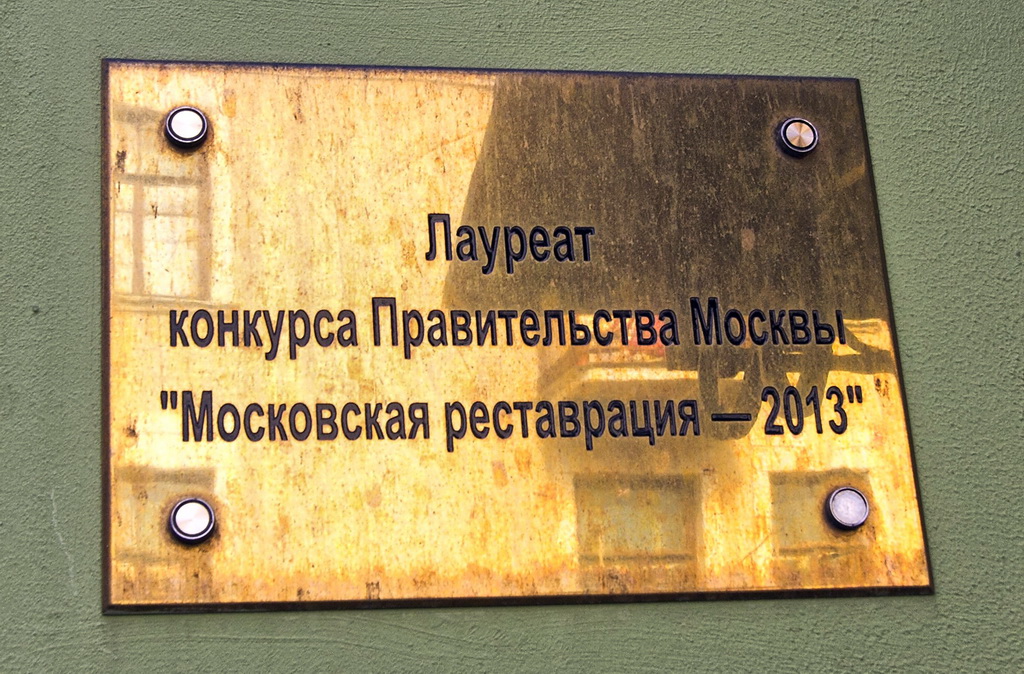 Лауреат
конкурса Правительства Москвы
"Московская реставрация — 2013"